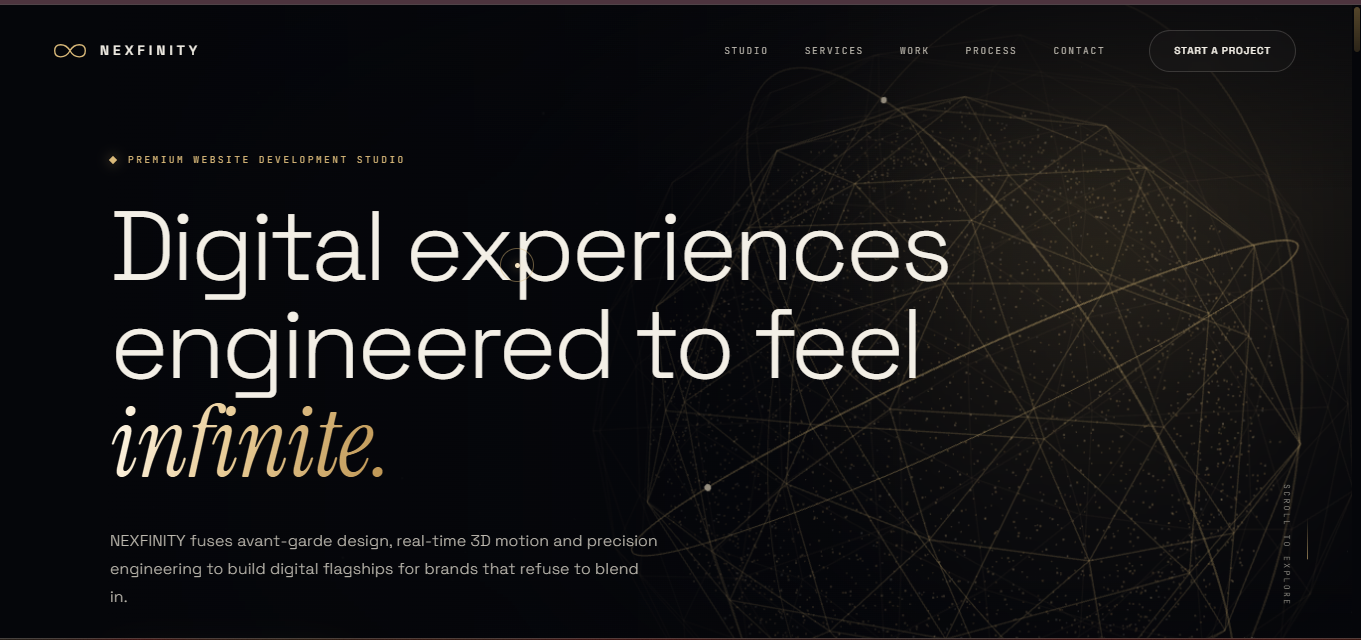 NEXFINITY
STUDIO SERVICES WORK PROCESS CONTACT START A PROJECT
PREMIUM WEBSITE DEVELOPMENT STUDIO
Digital experiences
engineered to feel
infinite.
NEXFINITY fuses avant-garde design, real-time 3D motion and precision
engineering to build digital flagships for brands that refuse to blend
in.
SCROLL TO EXPLORE